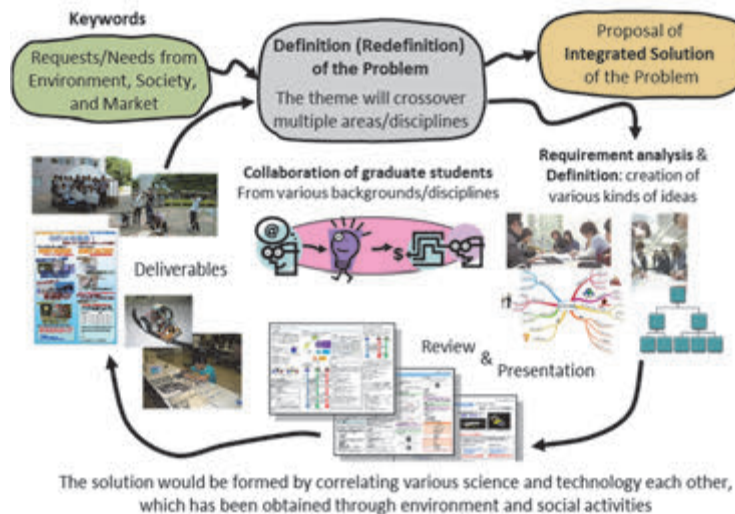 Keywords
Requests/Needs from
Environment, Society,
and Market
Definition (Redefinition)
of the Problem
The theme will crossover
multiple areas/disciplines
Proposal of
Integrated Solution
of the Problem
Collaboration of graduate students
From various backgrounds/disciplines
@
$
Requirement analysis &
Definition: creation of
various kinds of ideas
Deliverables
Review
& Presentation
The solution would be formed by correlating various science and technology each other,
which has been obtained through environment and social activities